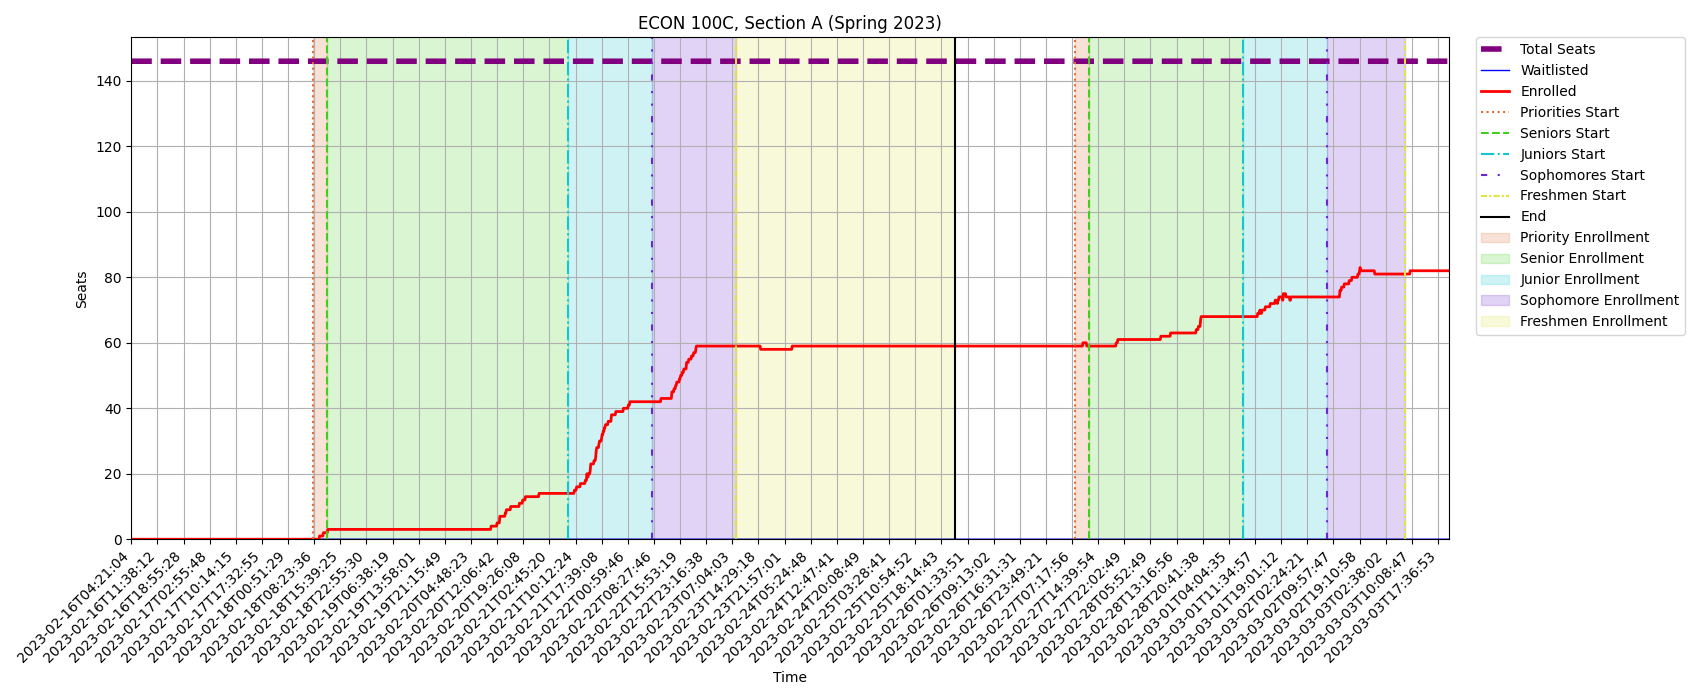 ECON 100C, Section A (Spring 2023)
Total Seats
Waitlisted
Enrolled
Priorities Start
Seniors Start
Juniors Start
Sophomores Start
Freshmen Start
End
Priority Enrollment
Senior Enrollment
Junior Enrollment
Sophomore Enrollment
Freshmen Enrollment
Seats
140
120
100
80
60
40
20
0
2023-02-16T04:21:04
2023-02-16T11:38:12
2023-02-16T18:55:28
2023-02-17T02:55:48
2023-02-17T10:14:15
2023-02-17T17:32:55
2023-02-18T00:51:29
2023-02-18T08:23:36
2023-02-18T15:39:25
2023-02-18T22:55:30
2023-02-19T06:38:19
2023-02-19T13:58:01
2023-02-19T21:15:49
2023-02-20T04:48:23
2023-02-20T12:06:42
2023-02-20T19:26:08
2023-02-21T02:45:20
2023-02-21T10:12:24
2023-02-21T17:39:08
2023-02-22T00:59:46
2023-02-22T08:27:46
2023-02-22T15:53:19
2023-02-22T23:16:38
2023-02-23T07:04:03
2023-02-23T14:29:18
2023-02-23T21:57:01
2023-02-24T05:24:48
2023-02-24T12:47:41
2023-02-24T20:08:49
2023-02-25T03:28:41
2023-02-25T10:54:52
2023-02-25T18:14:43
2023-02-26T01:33:51
2023-02-26T09:13:02
2023-02-26T16:31:31
2023-02-26T23:49:21
2023-02-27T07:17:56
2023-02-27T14:39:54
2023-02-27T22:02:49
2023-02-28T05:52:49
2023-02-28T13:16:56
2023-02-28T20:41:38
2023-03-01T04:04:35
2023-03-01T11:34:57
2023-03-01T19:01:12
2023-03-02T02:24:21
2023-03-02T09:57:47
2023-03-02T19:10:58
2023-03-03T02:38:02
2023-03-03T10:08:47
2023-03-03T17:36:53
Time